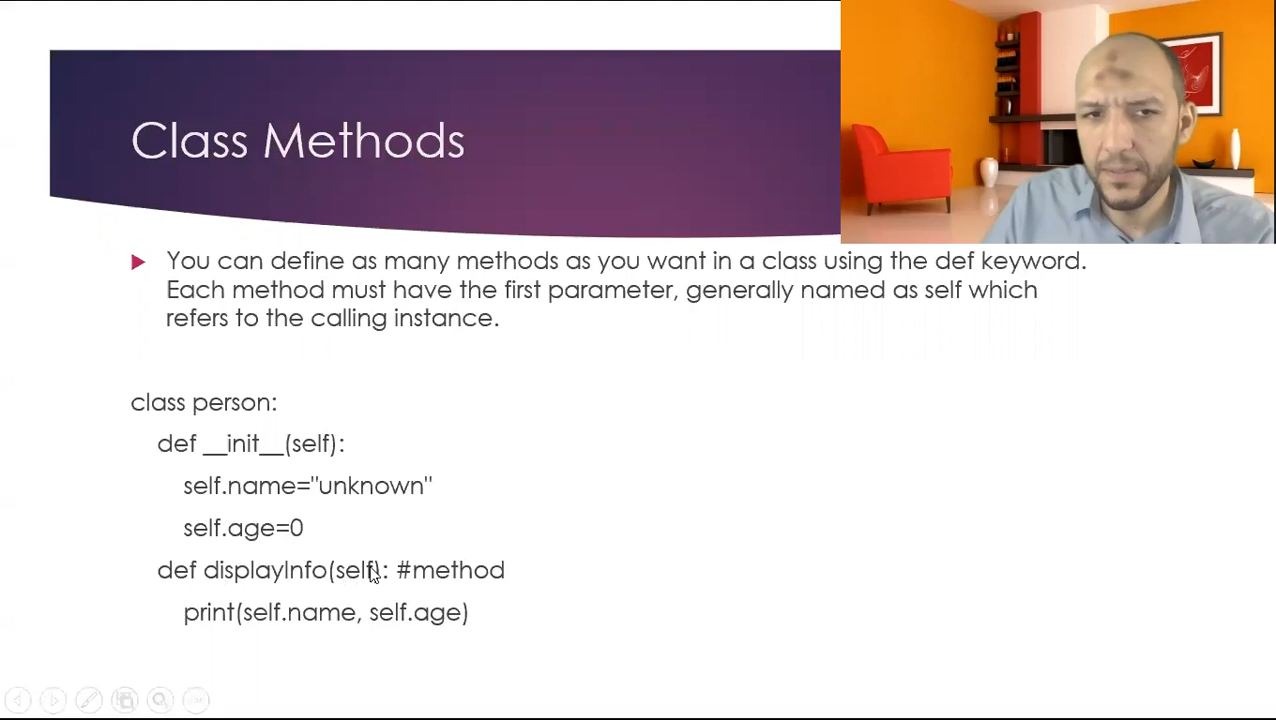 Class Methods
You can define as many methods as you want in a class using the def keyword.
Each method must have the first parameter, generally named as self which
refers to the calling instance.
class person:
def __init__(self):
self.name="unknown"
self.age=0
def displayInfo(self): #method
print(self.name, self.age)